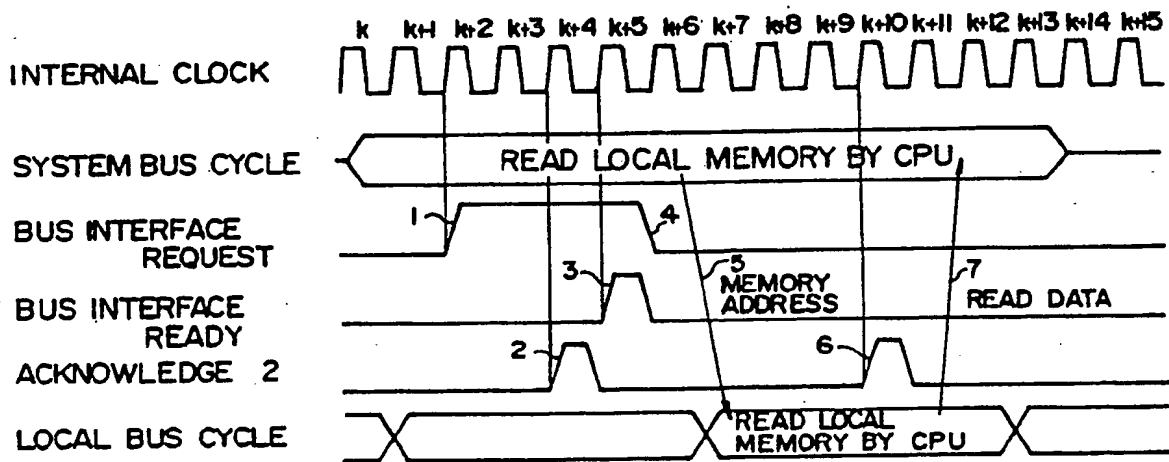 k k+1 k+2 k+3 k+4 k+5 k+6 k+7 k+8 k+9 k+10 k+11 k+12 k+13 k+14 k+15
INTERNAL CLOCK
SYSTEM BUS CYCLE
READ LOCAL MEMORY BY CPU
BUS INTERFACE
REQUEST
1
4
BUS INTERFACE
READY
3
5
MEMORY
ADDRESS
7
READ DATA
ACKNOWLEDGE 2
2
6
LOCAL BUS CYCLE
READ LOCAL
MEMORY BY CPU